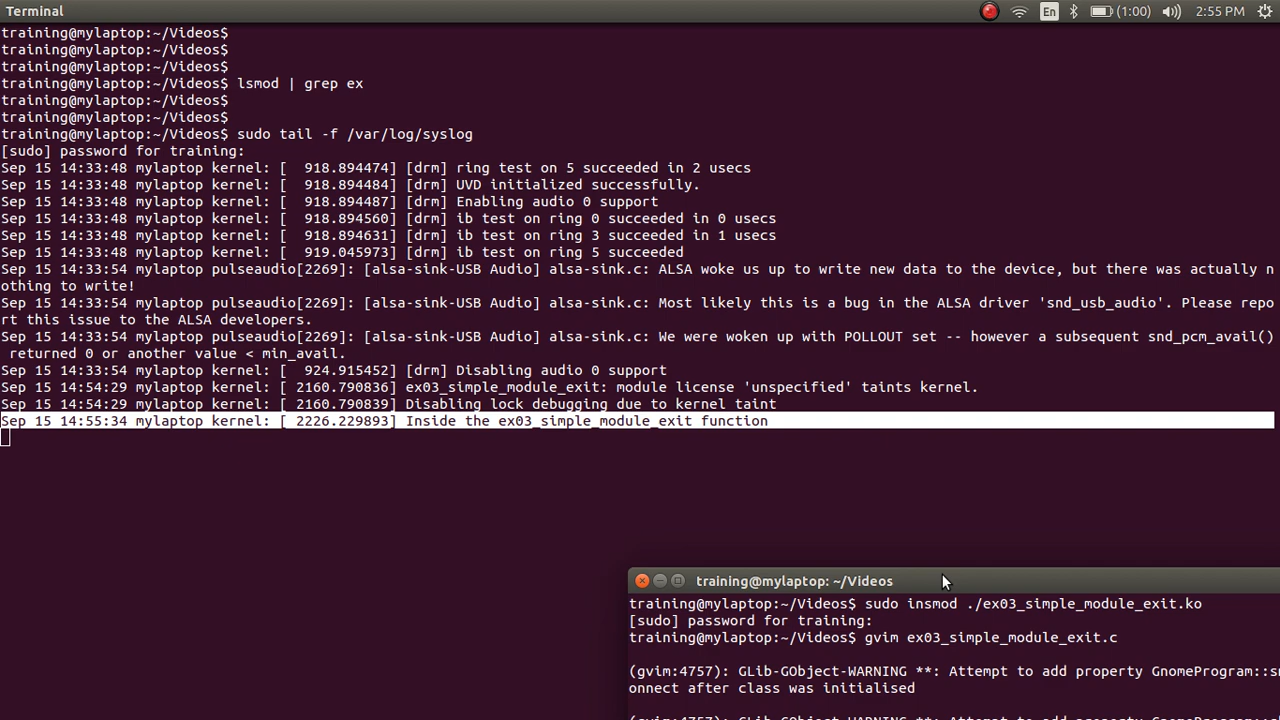 Terminal
En
(1:00)
2:55 PM
training@mylaptop:~/Videos$
training@mylaptop:~/Videos$
training@mylaptop:~/Videos$
training@mylaptop:~/Videos$ lsmod | grep ex
training@mylaptop:~/Videos$
training@mylaptop:~/Videos$
training@mylaptop:~/Videos$ sudo tail -f /var/log/syslog
[sudo] password for training:
Sep 15 14:33:48 mylaptop kernel: [  918.894474] [drm] ring test on 5 succeeded in 2 usecs
Sep 15 14:33:48 mylaptop kernel: [  918.894484] [drm] UVD initialized successfully.
Sep 15 14:33:48 mylaptop kernel: [  918.894487] [drm] Enabling audio 0 support
Sep 15 14:33:48 mylaptop kernel: [  918.894560] [drm] ib test on ring 0 succeeded in 0 usecs
Sep 15 14:33:48 mylaptop kernel: [  918.894631] [drm] ib test on ring 3 succeeded in 1 usecs
Sep 15 14:33:48 mylaptop kernel: [  919.045973] [drm] ib test on ring 5 succeeded
Sep 15 14:33:54 mylaptop pulseaudio[2269]: [alsa-sink-USB Audio] alsa-sink.c: ALSA woke us up to write new data to the device, but there was actually n
othing to write!
Sep 15 14:33:54 mylaptop pulseaudio[2269]: [alsa-sink-USB Audio] alsa-sink.c: Most likely this is a bug in the ALSA driver 'snd_usb_audio'. Please repo
rt this issue to the ALSA developers.
Sep 15 14:33:54 mylaptop pulseaudio[2269]: [alsa-sink-USB Audio] alsa-sink.c: We were woken up with POLLOUT set -- however a subsequent snd_pcm_avail()
 returned 0 or another value < min_avail.
Sep 15 14:33:54 mylaptop kernel: [  924.915452] [drm] Disabling audio 0 support
Sep 15 14:54:29 mylaptop kernel: [ 2160.790836] ex03_simple_module_exit: module license 'unspecified' taints kernel.
Sep 15 14:54:29 mylaptop kernel: [ 2160.790839] Disabling lock debugging due to kernel taint
Sep 15 14:55:34 mylaptop kernel: [ 2226.229893] Inside the ex03_simple_module_exit function
training@mylaptop: ~/Videos
training@mylaptop:~/Videos$ sudo insmod ./ex03_simple_module_exit.ko
[sudo] password for training:
training@mylaptop:~/Videos$ gvim ex03_simple_module_exit.c
(gvim:4757): GLib-GObject-WARNING **: Attempt to add property GnomeProgram::sm
onnect after class was initialised
(gvim:4757): GLib-GObject-WARNING **: Attempt to add property GnomeProgram::